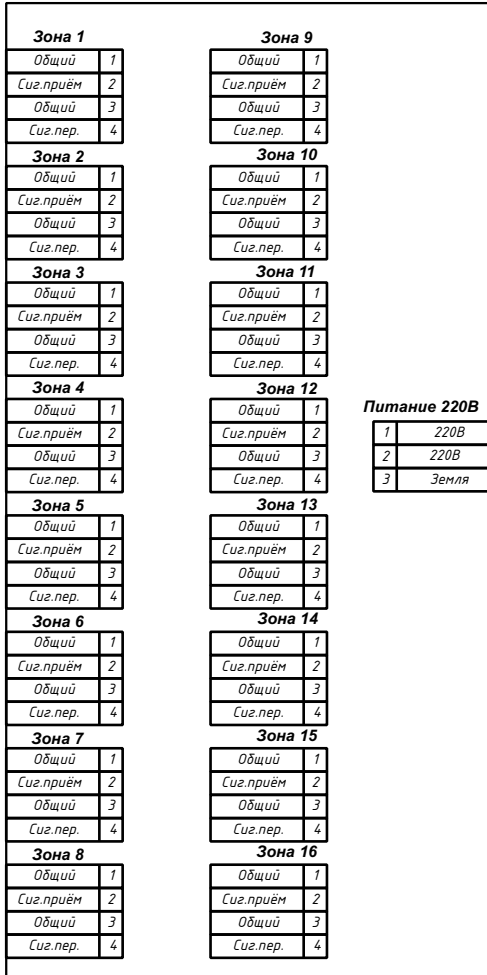 Зона 1
Общий 1
Сиг.приём 2
Общий 3
Сиг.пер. 4
Зона 2
Общий 1
Сиг.приём 2
Общий 3
Сиг.пер. 4
Зона 3
Общий 1
Сиг.приём 2
Общий 3
Сиг.пер. 4
Зона 4
Общий 1
Сиг.приём 2
Общий 3
Сиг.пер. 4
Зона 5
Общий 1
Сиг.приём 2
Общий 3
Сиг.пер. 4
Зона 6
Общий 1
Сиг.приём 2
Общий 3
Сиг.пер. 4
Зона 7
Общий 1
Сиг.приём 2
Общий 3
Сиг.пер. 4
Зона 8
Общий 1
Сиг.приём 2
Общий 3
Сиг.пер. 4
Зона 9
Общий 1
Сиг.приём 2
Общий 3
Сиг.пер. 4
Зона 10
Общий 1
Сиг.приём 2
Общий 3
Сиг.пер. 4
Зона 11
Общий 1
Сиг.приём 2
Общий 3
Сиг.пер. 4
Зона 12
Общий 1
Сиг.приём 2
Общий 3
Сиг.пер. 4
Зона 13
Общий 1
Сиг.приём 2
Общий 3
Сиг.пер. 4
Зона 14
Общий 1
Сиг.приём 2
Общий 3
Сиг.пер. 4
Зона 15
Общий 1
Сиг.приём 2
Общий 3
Сиг.пер. 4
Зона 16
Общий 1
Сиг.приём 2
Общий 3
Сиг.пер. 4
Питание 220В
1 220В
2 220В
3 Земля